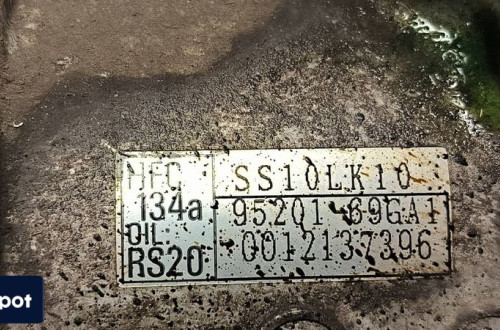 HFC
134a
OIL
RS20
SS10LK10
95201-69GA1
0012137396
pot